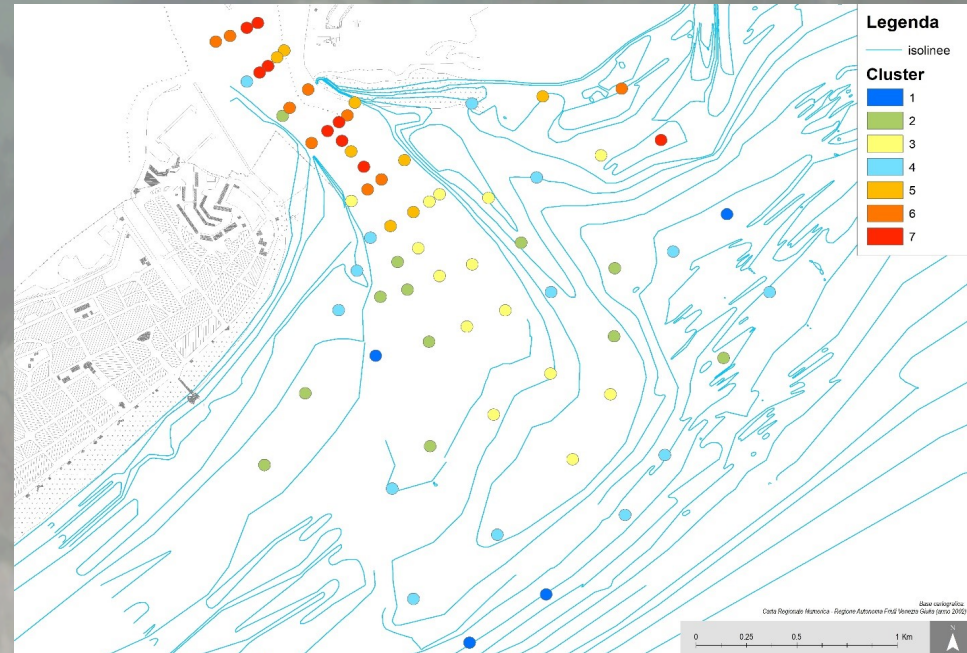 Legenda
isolinee
Cluster
1
2
3
4
5
6
7
Base cartografica:
Carta Regionale Numerica - Regione Autonoma Friuli Venezia Giulia (anno 2002)
0 0.25 0.5 1 Km
N